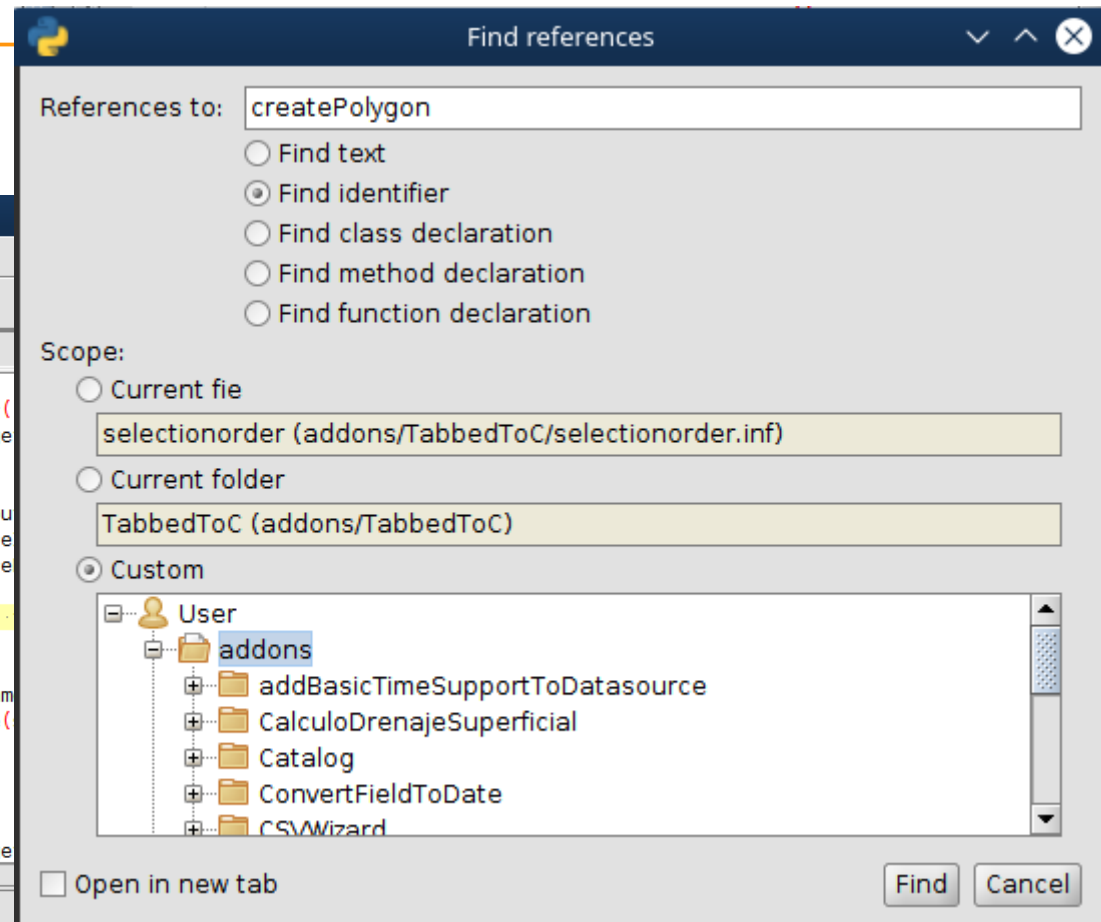 Find references
References to: createPolygon
Find text
Find identifier
Find class declaration
Find method declaration
Find function declaration
Scope:
Current fie
selectionorder (addons/TabbedToC/selectionorder.inf)
Current folder
TabbedToC (addons/TabbedToC)
Custom
User
addons
addBasicTimeSupportToDatasource
CalculoDrenajeSuperficial
Catalog
ConvertFieldToDate
CSVWizard
Open in new tab
Find Cancel